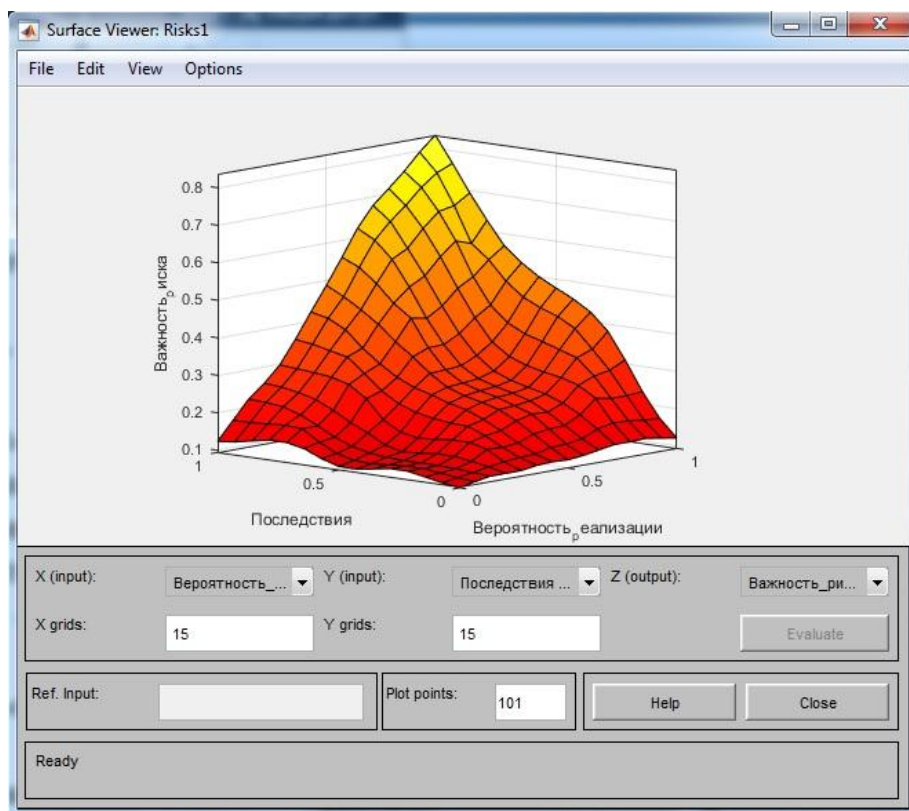 Surface Viewer: Risks1
File Edit View Options
0.8
0.7
0.6
0.5
0.4
0.3
0.2
0.1
Важность_риска
1
0.5
0
Последствия
0
0.5
1
Вероятность_реализации
X (input): Вероятность_... Y (input): Последствия ... Z (output): Важность_ри...
X grids: 15 Y grids: 15 Evaluate
Ref. Input: Plot points: 101 Help Close
Ready